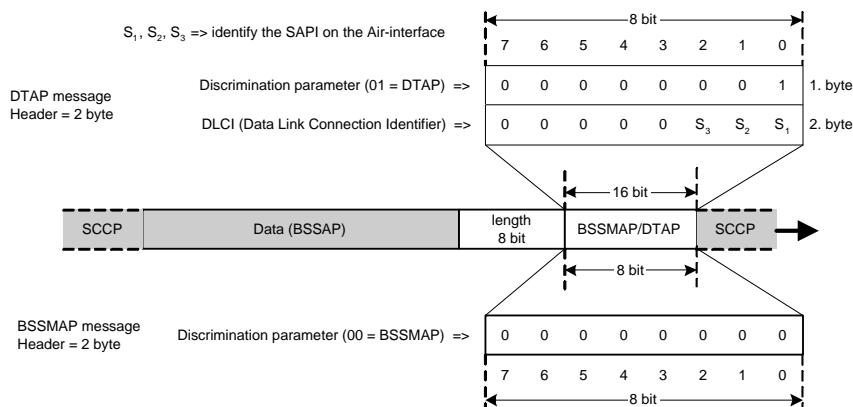 8 bit
S₁, S₂, S₃ => identify the SAPI on the Air-interface
7 6 5 4 3 2 1 0
Discrimination parameter (01 = DTAP) => 0 0 0 0 0 0 0 1 1. byte
DTAP message
Header = 2 byte
DLCI (Data Link Connection Identifier) => 0 0 0 0 0 S₃ S₂ S₁ 2. byte
16 bit
SCCP Data (BSSAP) length 8 bit BSSMAP/DTAP SCCP
8 bit
BSSMAP message
Header = 2 byte
Discrimination parameter (00 = BSSMAP) => 0 0 0 0 0 0 0 0
7 6 5 4 3 2 1 0
8 bit